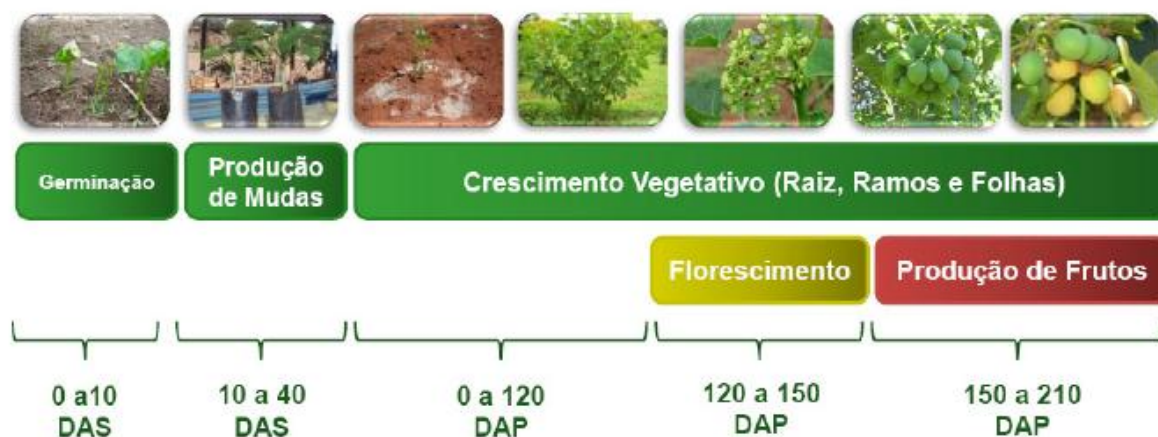 Germinação
Produção
de Mudas
Crescimento Vegetativo (Raiz, Ramos e Folhas)
Florescimento
Produção de Frutos
0 a10
DAS
10 a 40
DAS
0 a 120
DAP
120 a 150
DAP
150 a 210
DAP